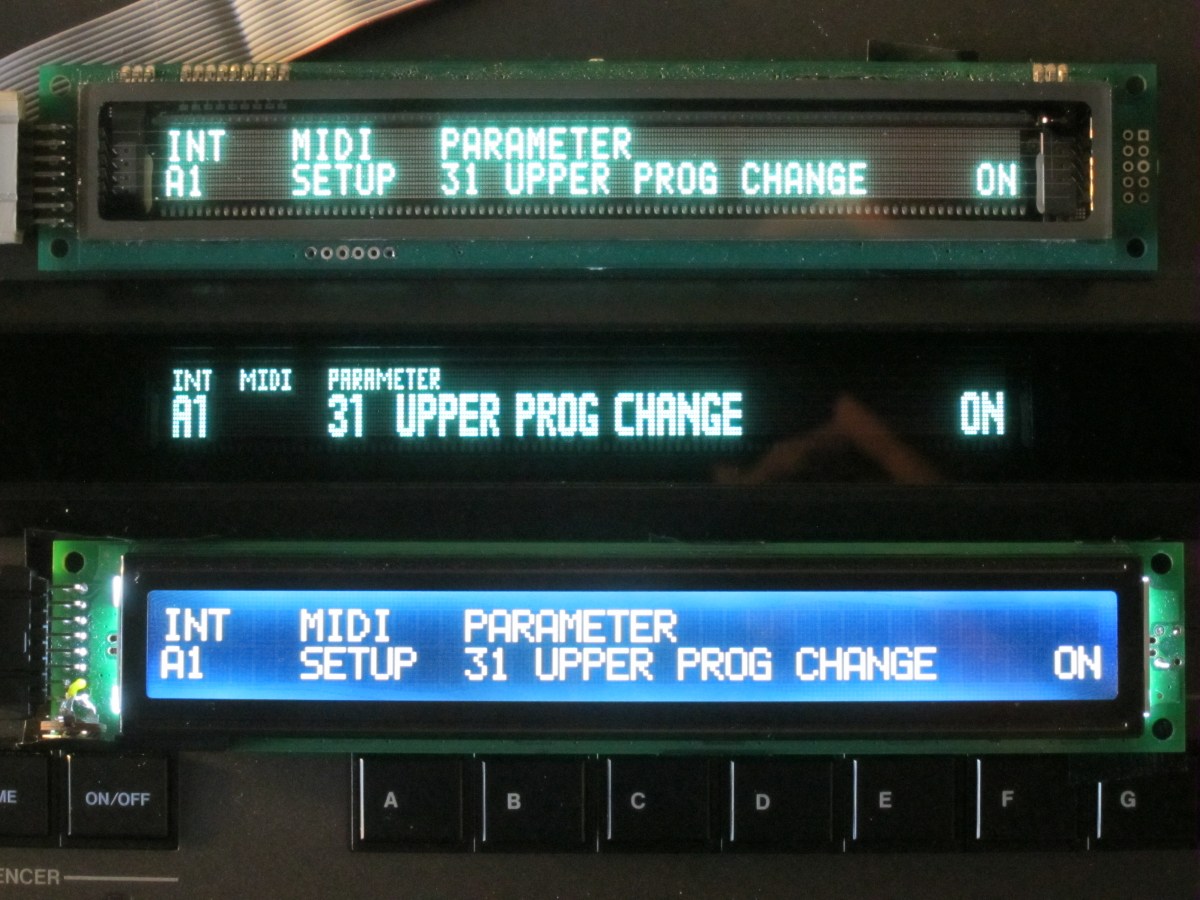 INT MIDI PARAMETER
A1 SETUP 31 UPPER PROG CHANGE ON
INT MIDI PARAMETER
A1 31 UPPER PROG CHANGE ON
INT MIDI PARAMETER
A1 SETUP 31 UPPER PROG CHANGE ON
ME ON/OFF A B C D E F G
ENCER